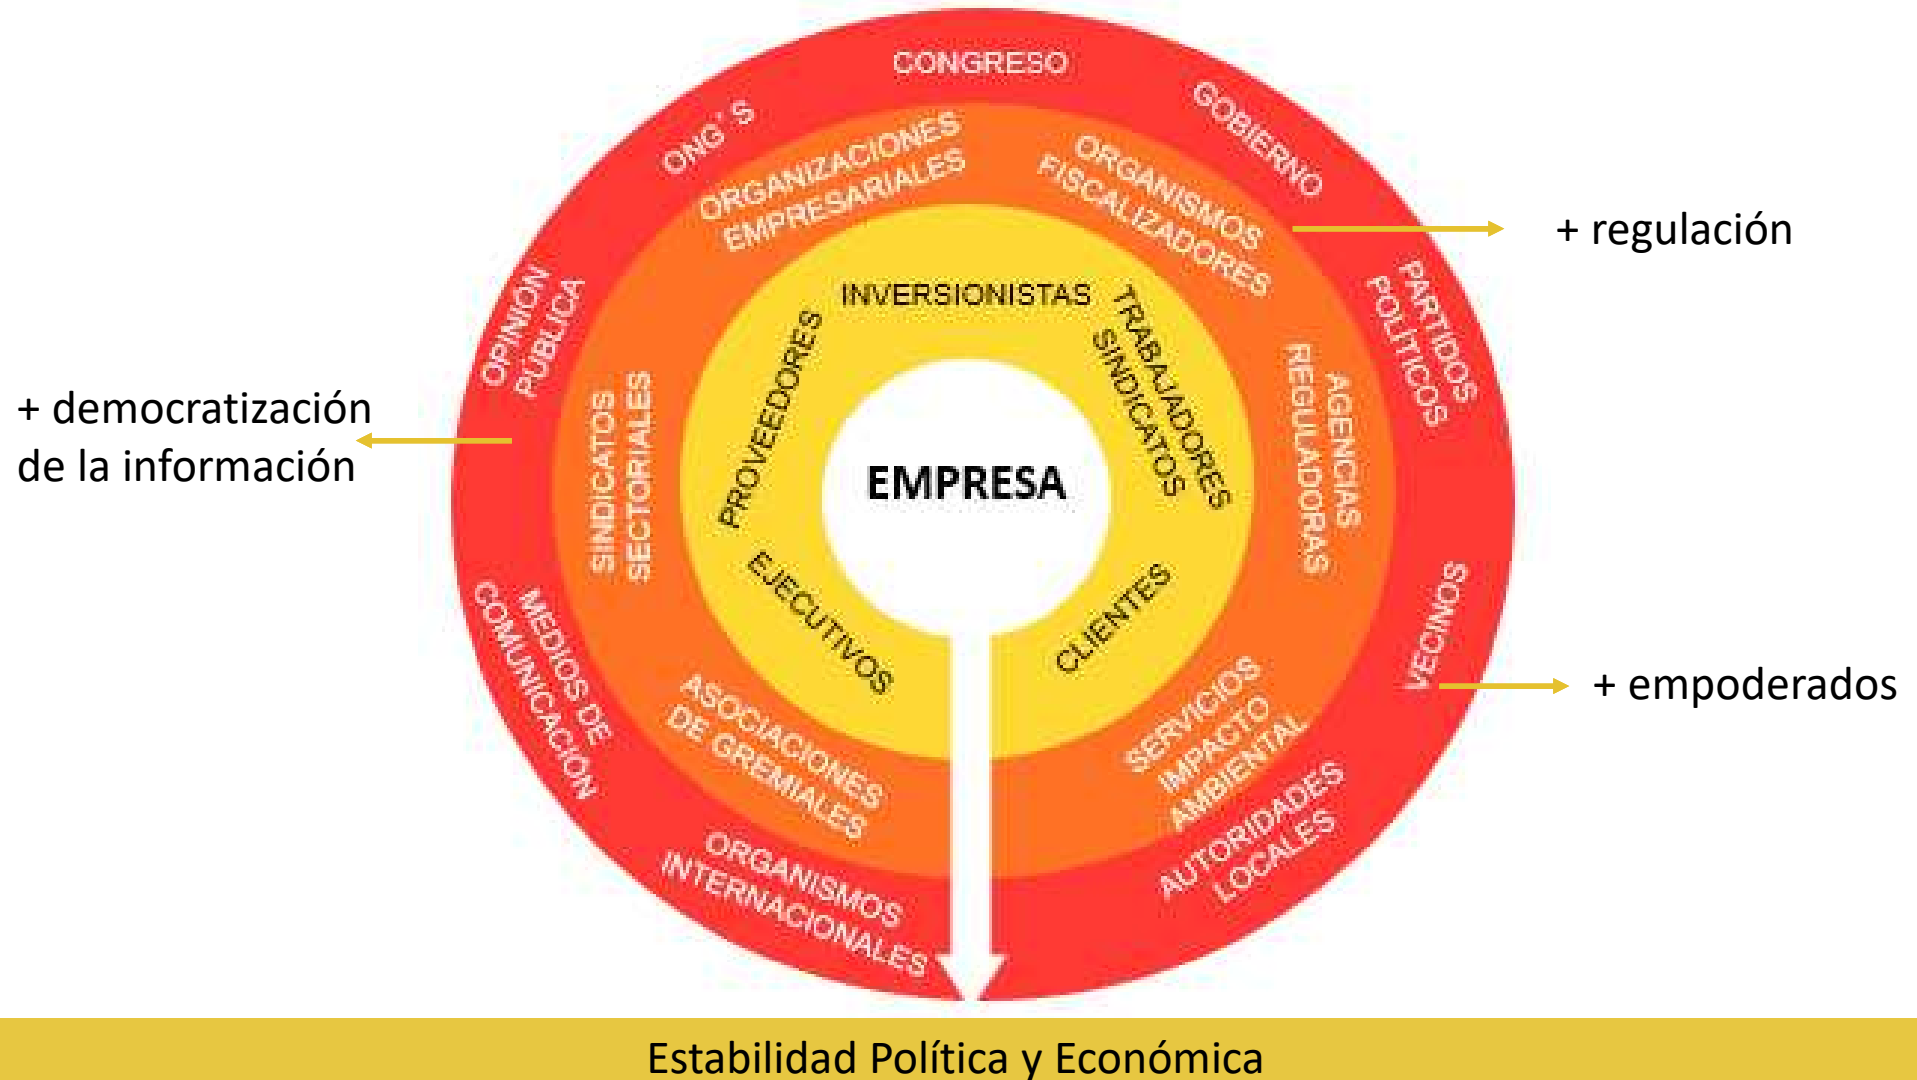 CONGRESO
GOBIERNO
PARTIDOS
POLÍTICOS
VECINOS
AUTORIDADES
LOCALES
ORGANISMOS
INTERNACIONALES
MEDIOS DE
COMUNICACIÓN
OPINIÓN
PÚBLICA
ONG´S
ORGANIZACIONES
EMPRESARIALES
ORGANISMOS
FISCALIZADORES
AGENCIAS
REGULADORAS
SERVICIOS
IMPACTO
AMBIENTAL
ASOCIACIONES
DE GREMIALES
SINDICATOS
SECTORIALES
INVERSIONISTAS
TRABAJADORES
SINDICATOS
CLIENTES
EJECUTIVOS
PROVEEDORES
EMPRESA
+ regulación
+ democratización
de la información
+ empoderados
Estabilidad Política y Económica